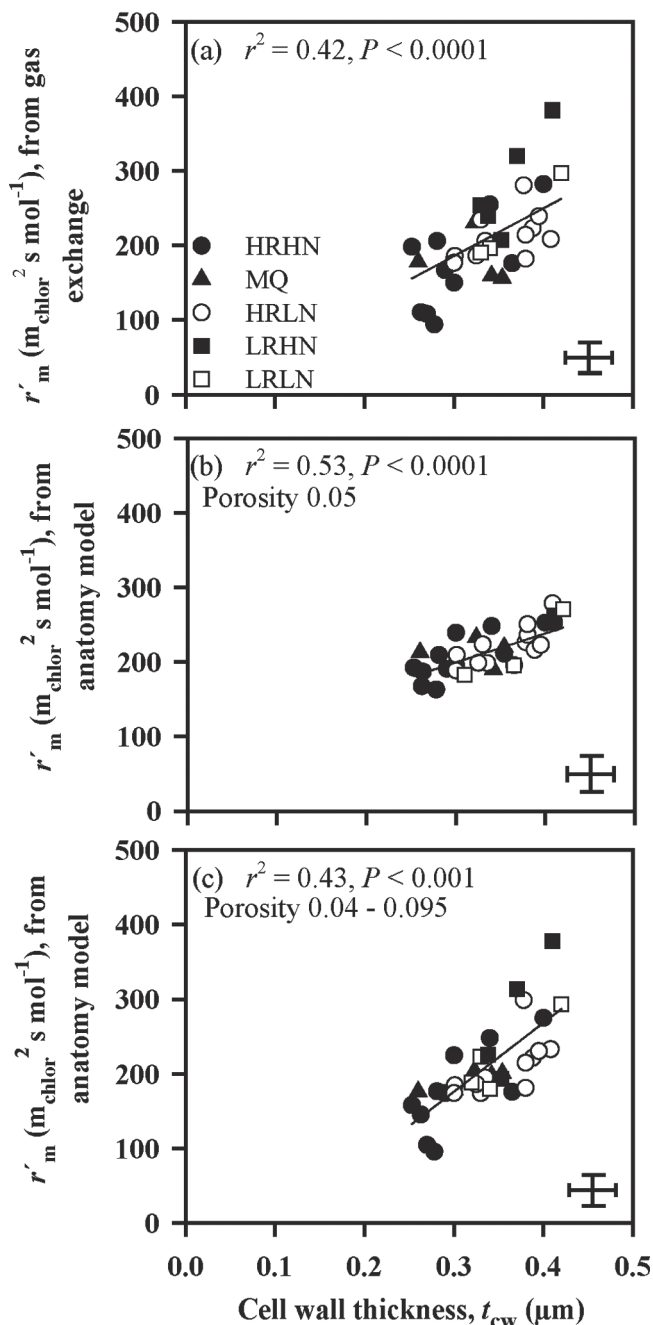 500
(a) r² = 0.42, P < 0.0001
400
300
200
100
0
r´m (mchlor² s mol⁻¹), from gas
exchange
HRHN
MQ
HRLN
LRHN
LRLN
500
(b) r² = 0.53, P < 0.0001
Porosity 0.05
400
300
200
100
0
r´m (mchlor² s mol⁻¹), from
anatomy model
500
(c) r² = 0.43, P < 0.001
Porosity 0.04 - 0.095
400
300
200
100
0
r´m (mchlor² s mol⁻¹), from
anatomy model
0.0 0.1 0.2 0.3 0.4 0.5
Cell wall thickness, tcw (µm)